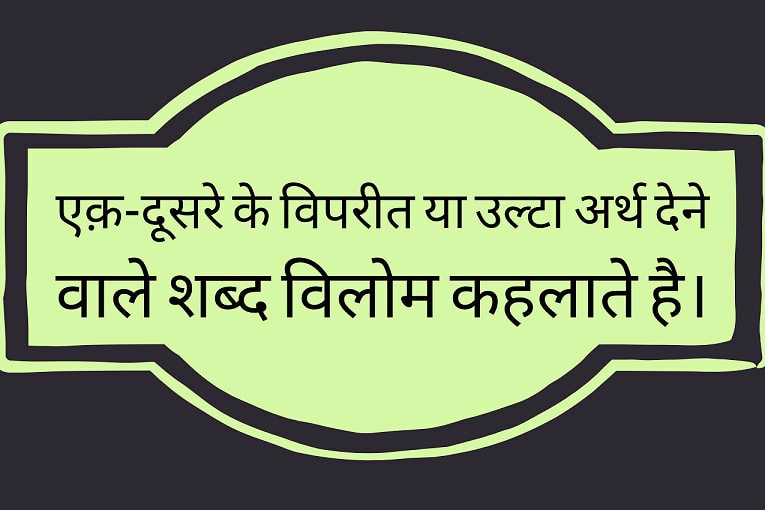 एक़-दूसरे के विपरीत या उल्टा अर्थ देने
वाले शब्द विलोम कहलाते है।